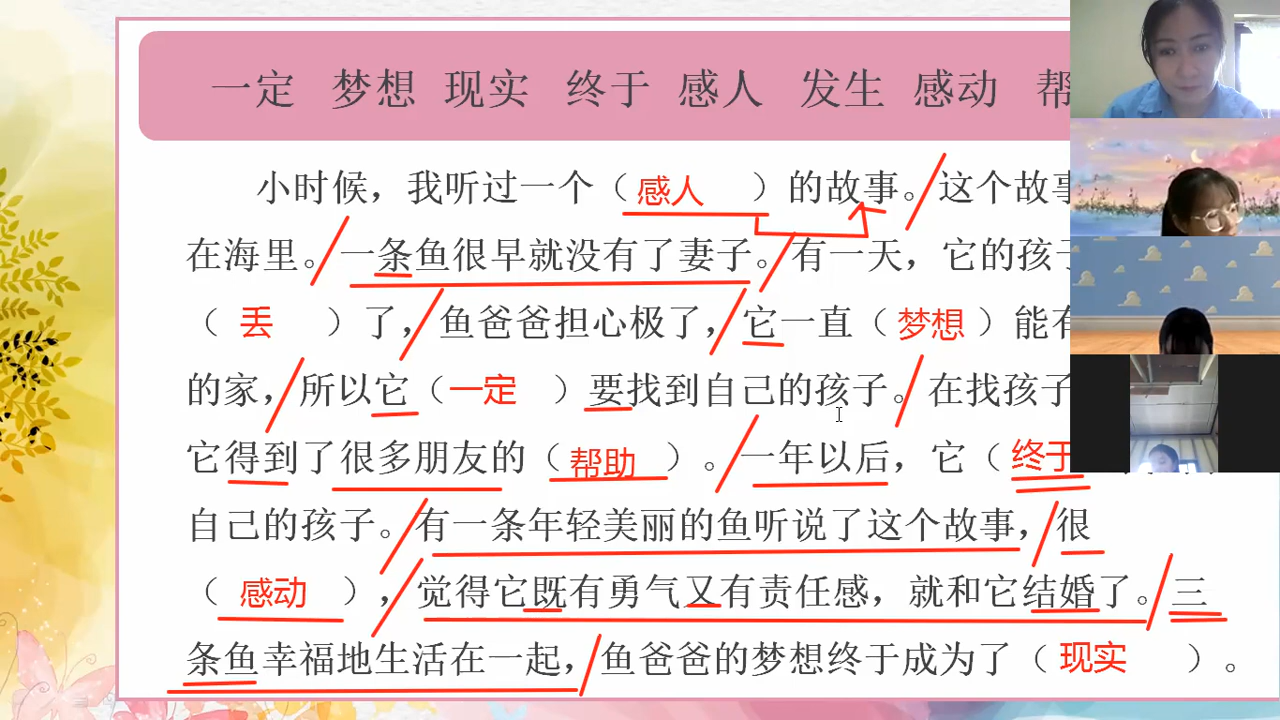 一定 梦想 现实 终于 感人 发生 感动 帮
小时候，我听过一个（ 感人 ）的故事。这个故事
在海里。一条鱼很早就没有了妻子。有一天，它的孩子
（ 丢 ）了，鱼爸爸担心极了，它一直（ 梦想 ）能有
的家，所以它（ 一定 ）要找到自己的孩子。在找孩子
它得到了很多朋友的（ 帮助 ）。一年以后，它（ 终于
自己的孩子。有一条年轻美丽的鱼听说了这个故事，很
（ 感动 ），觉得它既有勇气又有责任感，就和它结婚了。三
条鱼幸福地生活在一起，鱼爸爸的梦想终于成为了（ 现实 ）。